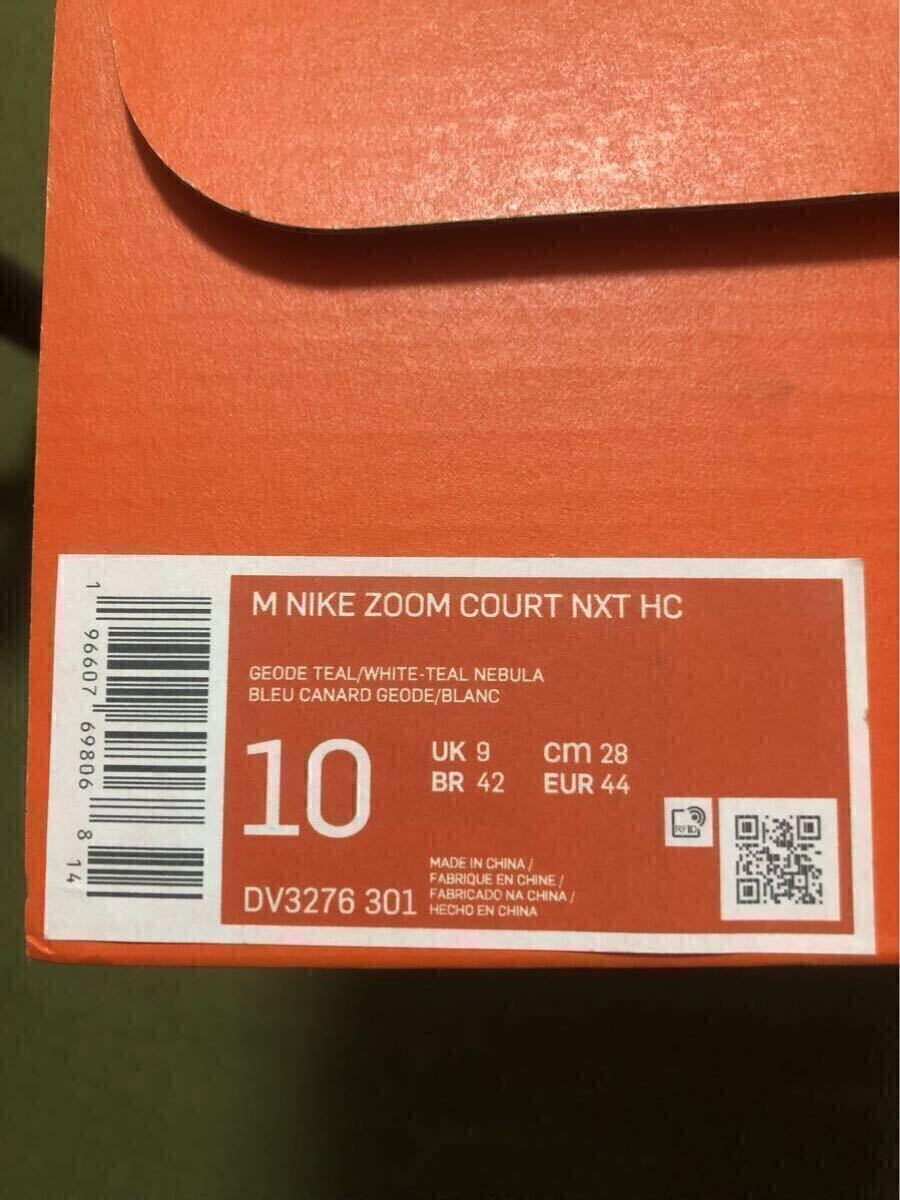 M NIKE ZOOM COURT NXT HC
GEODE TEAL/WHITE-TEAL NEBULA
BLEU CANARD GEODE/BLANC
10
UK 9 cm 28
BR 42 EUR 44
RFID
MADE IN CHINA /
FABRIQUE EN CHINE /
FABRICADO NA CHINA /
HECHO EN CHINA
DV3276 301
1 96607 69806 8 14